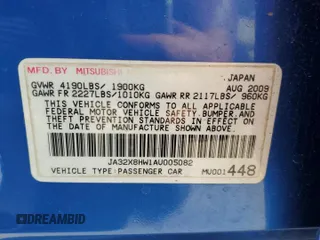 MFD. BY MITSUBISHI
JAPAN
GVWR 4190LBS/ 1900KG
AUG 2009
GAWR FR 2227LBS/1010KG GAWR RR 2117LBS/ 960KG
THIS VEHICLE CONFORMS TO ALL APPLICABLE
FEDERAL MOTOR VEHICLE SAFETY,BUMPER,AND
THEFT PREVENTION STANDARDS IN EFFECT ON
THE DATE OF MANUFACTURE SHOWN ABOVE.
JA32X8HW1AU005082
VEHICLE TYPE:PASSENGER CAR
MU001448
DREAMBID